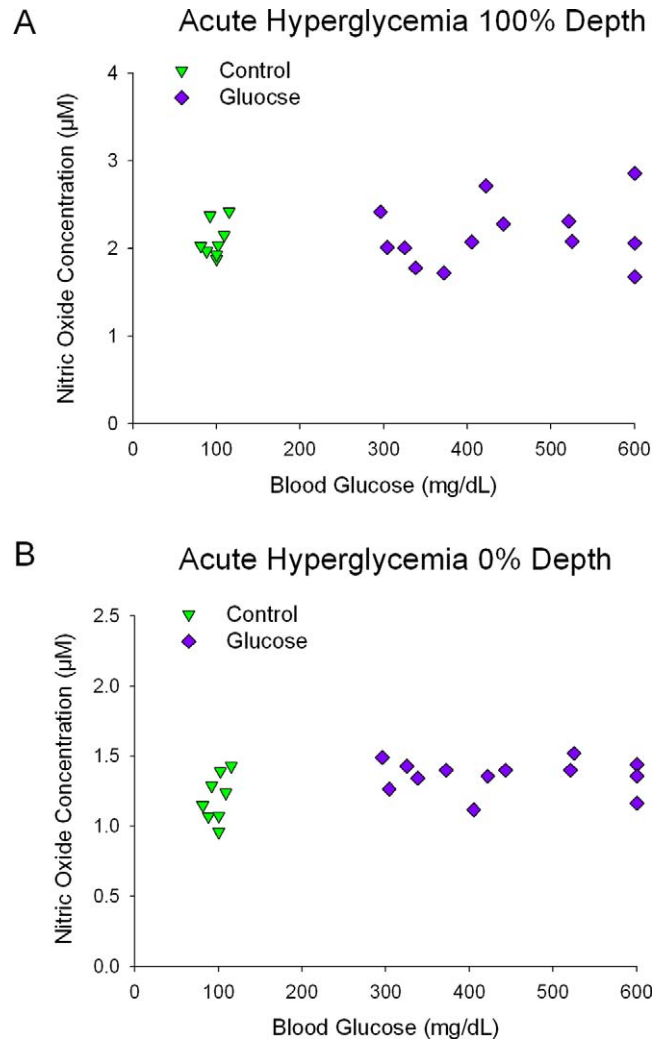 A
Acute Hyperglycemia 100% Depth
Control
Gluocse
Nitric Oxide Concentration (µM)
4
3
2
1
0
0 100 200 300 400 500 600
Blood Glucose (mg/dL)
B
Acute Hyperglycemia 0% Depth
Control
Glucose
Nitric Oxide Concentration (µM)
2.5
2.0
1.5
1.0
0.5
0.0
0 100 200 300 400 500 600
Blood Glucose (mg/dL)